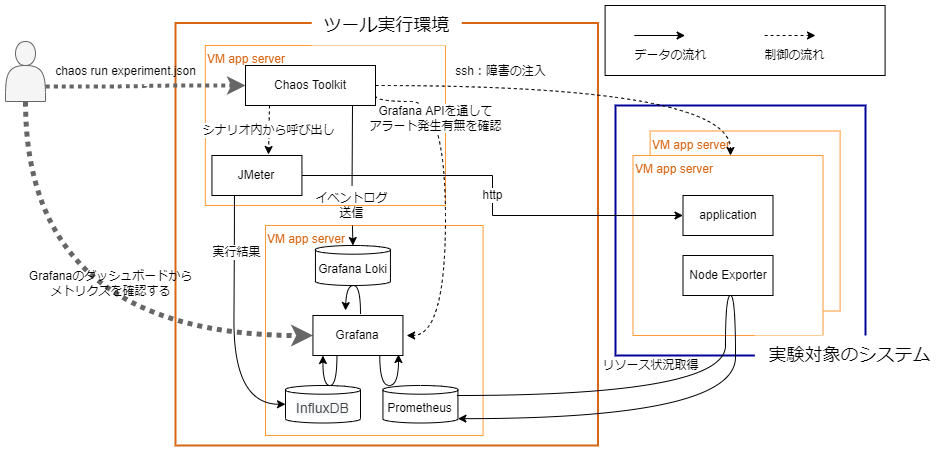 ツール実行環境
データの流れ
制御の流れ
VM app server
chaos run experiment.json
Chaos Toolkit
ssh：障害の注入
Grafana APIを通して
アラート発生有無を確認
シナリオ内から呼び出し
VM app server
VM app server
JMeter
イベントログ
送信
http
application
VM app server
実行結果
Grafana Loki
Node Exporter
Grafanaのダッシュボードから
メトリクスを確認する
Grafana
実験対象のシステム
リソース状況取得
InfluxDB
Prometheus